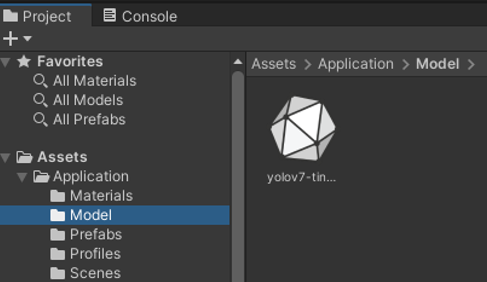 Project
Console
Favorites
All Materials
All Models
All Prefabs
Assets
Application
Materials
Model
Prefabs
Profiles
Scenes
Assets > Application > Model >
yolov7-tin...